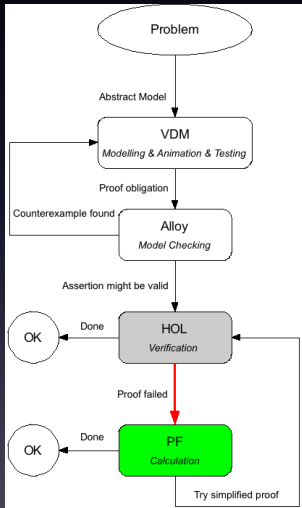 Problem
Abstract Model
VDM
Modelling & Animation & Testing
Proof obligation
Counterexample found
Alloy
Model Checking
Assertion might be valid
OK
Done
HOL
Verification
Proof failed
OK
Done
PF
Calculation
Try simplified proof